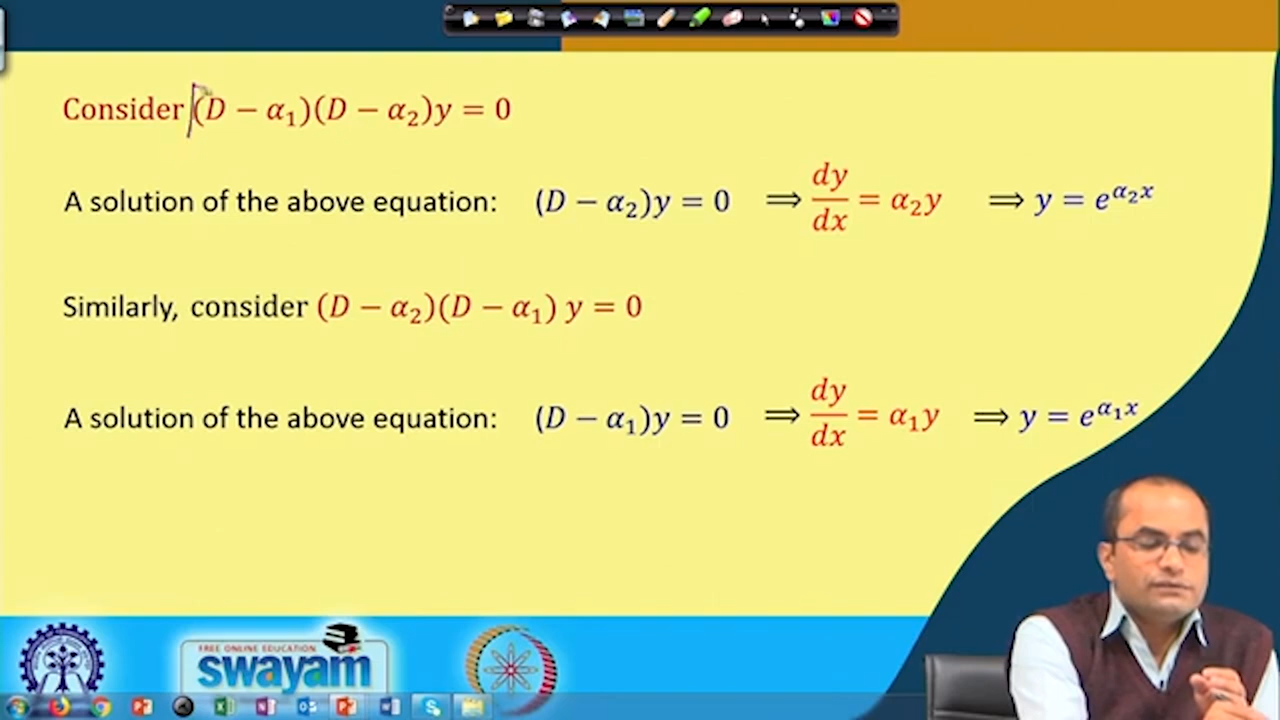 Consider (D − α₁)(D − α₂)y = 0
A solution of the above equation: (D − α₂)y = 0 ⟹ dy/dx = α₂y ⟹ y = e^{α₂x}
Similarly, consider (D − α₂)(D − α₁) y = 0
A solution of the above equation: (D − α₁)y = 0 ⟹ dy/dx = α₁y ⟹ y = e^{α₁x}
FREE ONLINE EDUCATION
swayam